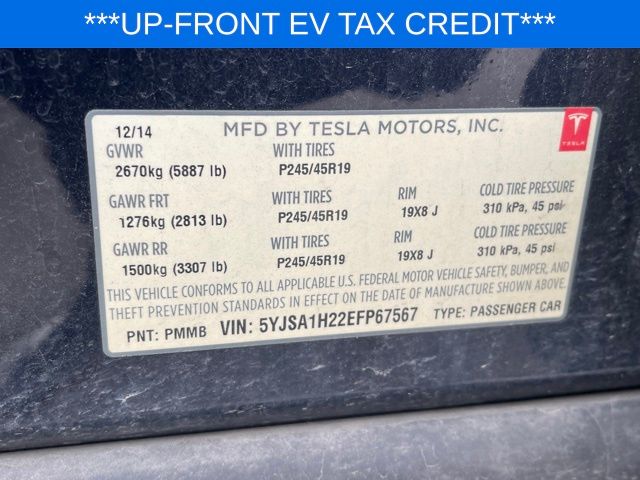 ***UP-FRONT EV TAX CREDIT***
12/14 MFD BY TESLA MOTORS, INC.
TESLA
GVWR WITH TIRES
2670kg (5887 lb) P245/45R19
GAWR FRT WITH TIRES RIM COLD TIRE PRESSURE
1276kg (2813 lb) P245/45R19 19X8 J 310 kPa, 45 psi
GAWR RR WITH TIRES RIM COLD TIRE PRESSURE
1500kg (3307 lb) P245/45R19 19X8 J 310 kPa, 45 psi
THIS VEHICLE CONFORMS TO ALL APPLICABLE U.S. FEDERAL MOTOR VEHICLE SAFETY, BUMPER, AND
THEFT PREVENTION STANDARDS IN EFFECT ON THE DATE OF MANUFACTURE SHOWN ABOVE.
PNT: PMMB VIN: 5YJSA1H22EFP67567 TYPE: PASSENGER CAR